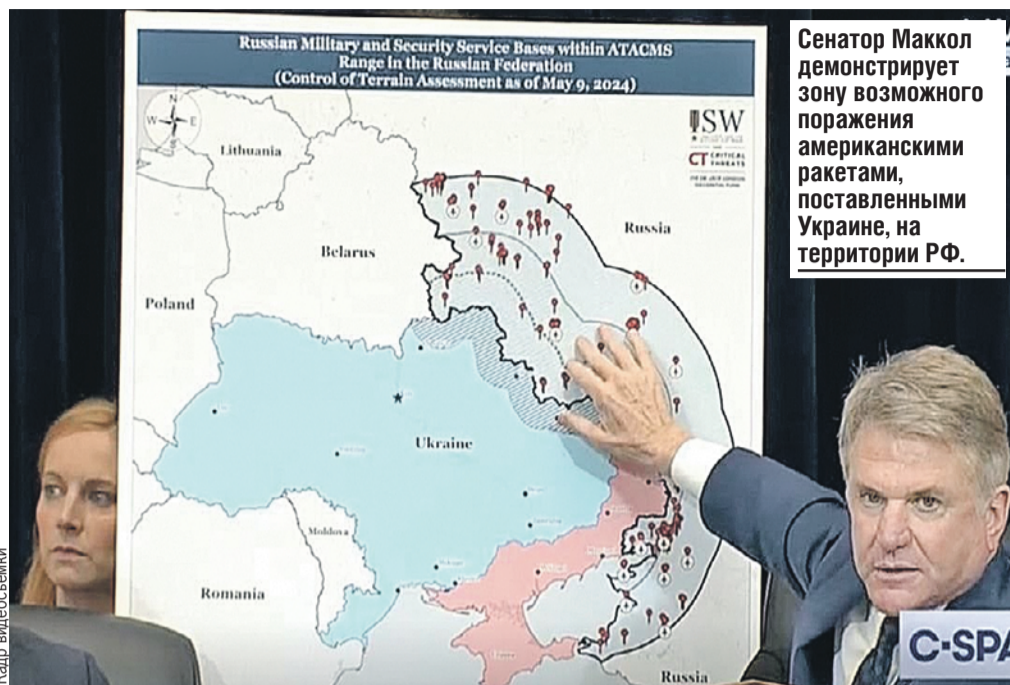 Russian Military and Security Service Bases within ATACMS
Range in the Russian Federation
(Control of Terrain Assessment as of May 9, 2024)
Сенатор Маккол
демонстрирует
зону возможного
поражения
американскими
ракетами,
поставленными
Украине, на
территории РФ.
N
W E
S
ISW
CT CRITICAL
THREATS
Lithuania
Russia
Belarus
Poland
Ukraine
Moldova
Romania
Russia
C-SPA
Кадр видеосъемки